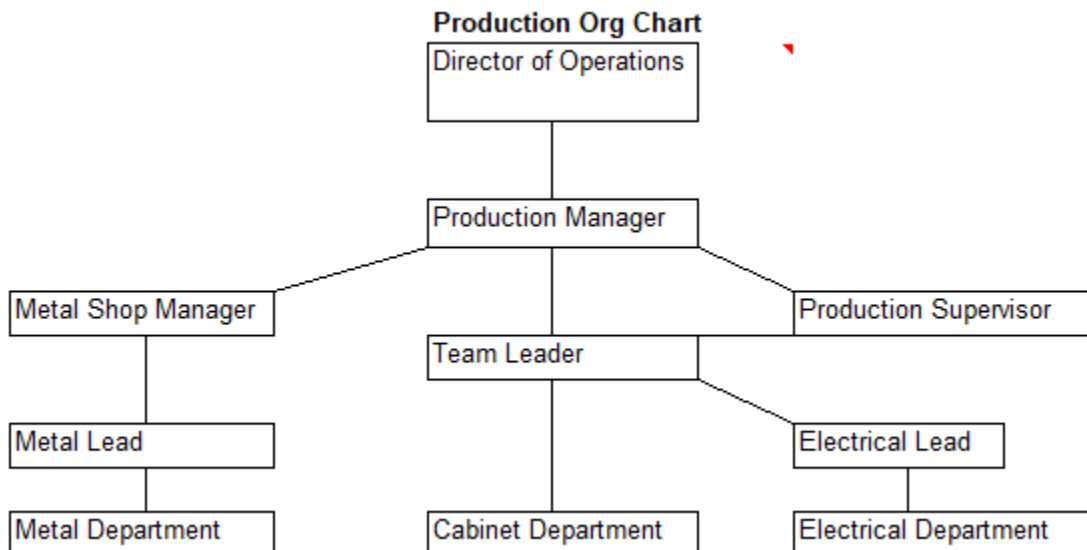 Production Org Chart
Director of Operations
Production Manager
Metal Shop Manager
Production Supervisor
Team Leader
Metal Lead
Electrical Lead
Metal Department
Cabinet Department
Electrical Department